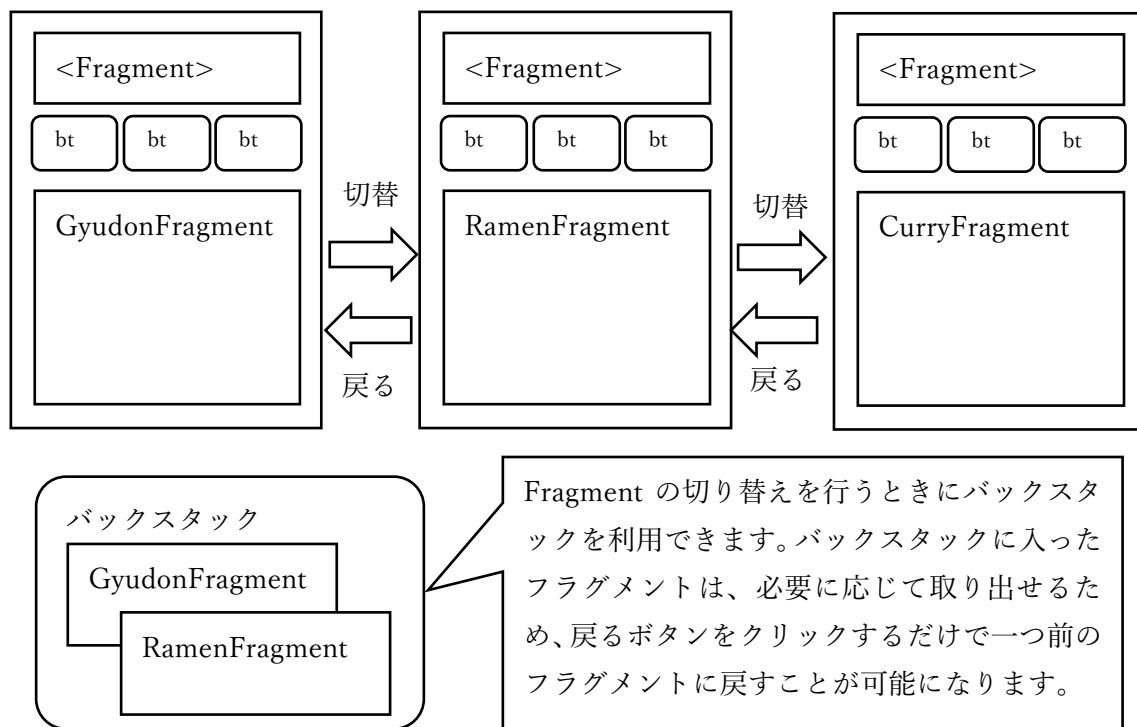 <Fragment>
bt bt bt
GyudonFragment
切替
戻る
<Fragment>
bt bt bt
RamenFragment
切替
戻る
<Fragment>
bt bt bt
CurryFragment
バックスタック
GyudonFragment
RamenFragment
Fragment の切り替えを行うときにバックスタ
ックを利用できます。バックスタックに入った
フラグメントは、必要に応じて取り出せるた
め、戻るボタンをクリックするだけで一つ前の
フラグメントに戻すことが可能になります。